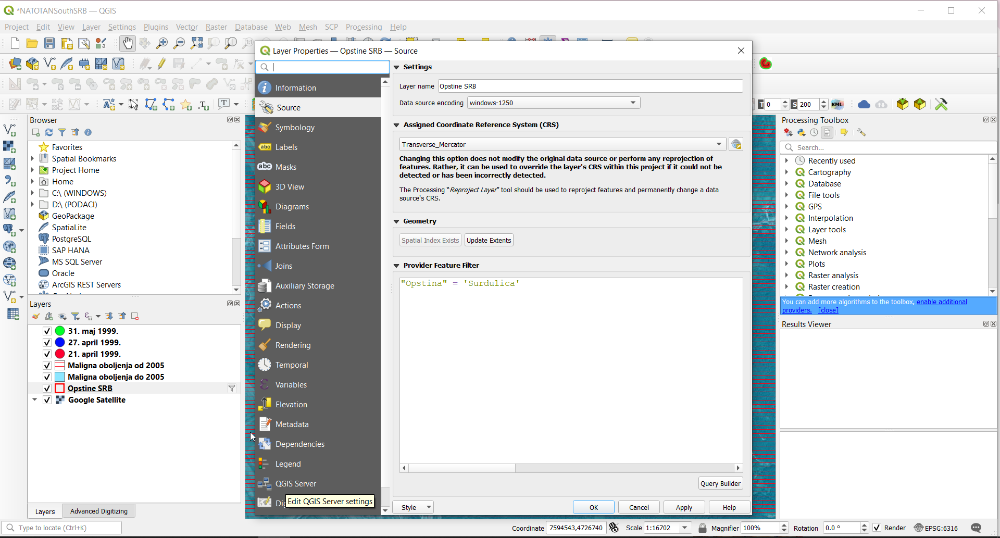 *NATOTANSouthSRB — QGIS
Project Edit View Layer Settings Plugins Vector Raster Database Web Mesh SCP Processing Help
Layer Properties — Opstine SRB — Source
Information
Source
Symbology
Labels
Masks
3D View
Diagrams
Fields
Attributes Form
Joins
Auxiliary Storage
Actions
Display
Rendering
Temporal
Variables
Elevation
Metadata
Dependencies
Legend
QGIS Server
Dig
Edit QGIS Server settings
Settings
Layer name Opstine SRB
Data source encoding windows-1250
Assigned Coordinate Reference System (CRS)
Transverse_Mercator
Changing this option does not modify the original data source or perform any reprojection of
features. Rather, it can be used to override the layer's CRS within this project if it could not be
detected or has been incorrectly detected.
The Processing “Reproject Layer” tool should be used to reproject features and permanently change a data
source's CRS.
Geometry
Spatial Index Exists Update Extents
Provider Feature Filter
"Opstina" = 'Surdulica'
Query Builder
Style OK Cancel Apply Help
T 0 S 200 KML
Browser
Favorites
Spatial Bookmarks
Project Home
Home
C:\ (WINDOWS)
D:\ (PODACI)
GeoPackage
SpatiaLite
PostgreSQL
SAP HANA
MS SQL Server
Oracle
ArcGIS REST Servers
Layers
31. maj 1999.
27. april 1999.
21. april 1999.
Maligna oboljenja od 2005
Maligna oboljenja do 2005
Opstine SRB
Google Satellite
Layers Advanced Digitizing
Processing Toolbox
Search...
Recently used
Cartography
Database
File tools
GPS
Interpolation
Layer tools
Mesh
Network analysis
Plots
Raster analysis
Raster creation
You can add more algorithms to the toolbox, enable additional
providers. [close]
Results Viewer
Type to locate (Ctrl+K) Coordinate 7594543,4726740 Scale 1:16702 Magnifier 100% Rotation 0.0 ° Render EPSG:6316